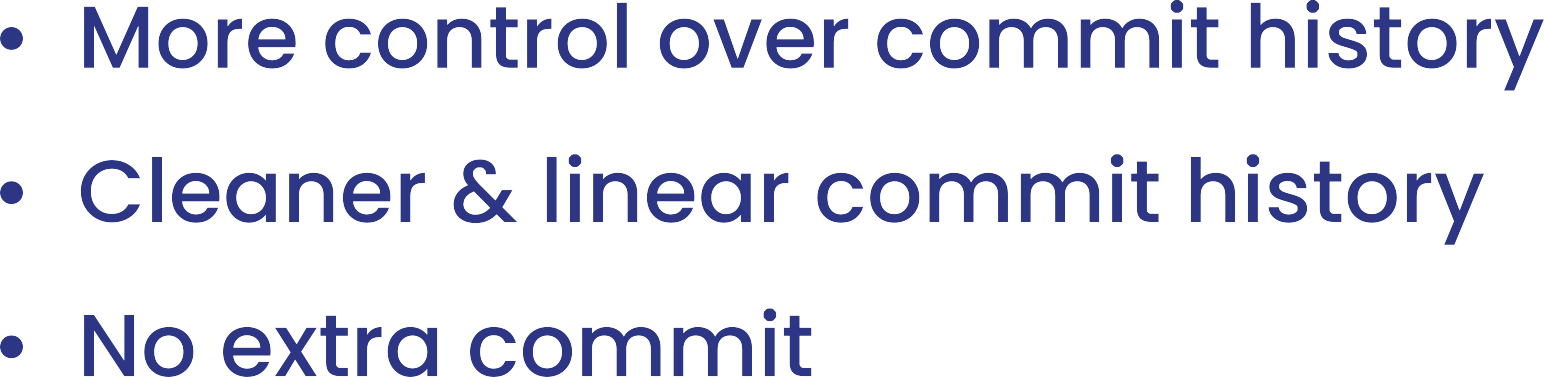 • More control over commit history
• Cleaner & linear commit history
• No extra commit